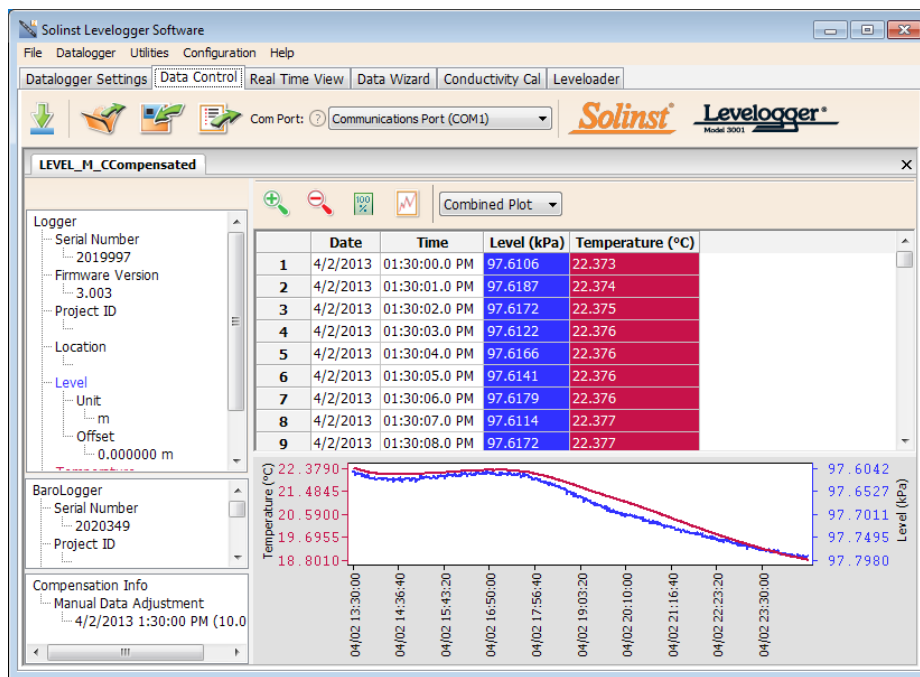 Solinst Levelogger Software
File Datalogger Utilities Configuration Help
Datalogger Settings Data Control Real Time View Data Wizard Conductivity Cal Leveloader
Com Port: ? Communications Port (COM1)
Solinst
Levelogger®
Model 3001
LEVEL_M_CCompensated
100 %
Combined Plot
Logger
Serial Number
2019997
Firmware Version
3.003
Project ID
Location
Level
Unit
m
Offset
0.000000 m
BaroLogger
Serial Number
2020349
Project ID
Compensation Info
Manual Data Adjustment
4/2/2013 1:30:00 PM (10.0
Date Time Level (kPa) Temperature (°C)
1 4/2/2013 01:30:00.0 PM 97.6106 22.373
2 4/2/2013 01:30:01.0 PM 97.6187 22.374
3 4/2/2013 01:30:02.0 PM 97.6172 22.375
4 4/2/2013 01:30:03.0 PM 97.6122 22.376
5 4/2/2013 01:30:04.0 PM 97.6166 22.376
6 4/2/2013 01:30:05.0 PM 97.6141 22.376
7 4/2/2013 01:30:06.0 PM 97.6179 22.376
8 4/2/2013 01:30:07.0 PM 97.6114 22.377
9 4/2/2013 01:30:08.0 PM 97.6172 22.377
Temperature (°C)
22.3790
21.4845
20.5900
19.6955
18.8010
97.6042
97.6527
97.7011
97.7495
97.7980
Level (kPa)
04/02 13:30:00
04/02 14:36:40
04/02 15:43:20
04/02 16:50:00
04/02 17:56:40
04/02 19:03:20
04/02 20:10:00
04/02 21:16:40
04/02 22:23:20
04/02 23:30:00